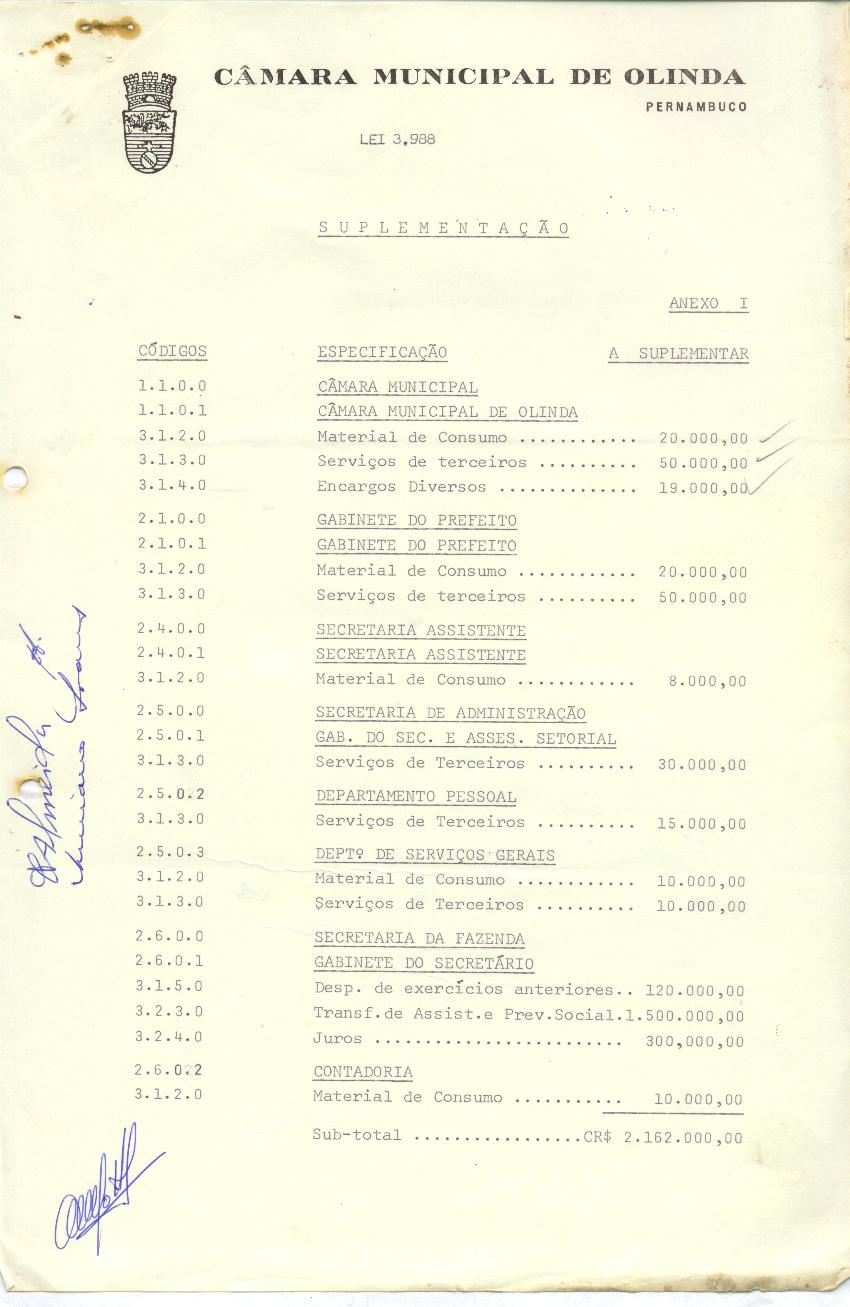 CÂMARA MUNICIPAL DE OLINDA
PERNAMBUCO
LEI 3.988
SUPLEMENTAÇÃO
ANEXO I
CÓDIGOS ESPECIFICAÇÃO A SUPLEMENTAR
1.1.0.0 CÂMARA MUNICIPAL
1.1.0.1 CÂMARA MUNICIPAL DE OLINDA
3.1.2.0 Material de Consumo ............ 20.000,00
3.1.3.0 Serviços de terceiros .......... 50.000,00
3.1.4.0 Encargos Diversos .............. 19.000,00
2.1.0.0 GABINETE DO PREFEITO
2.1.0.1 GABINETE DO PREFEITO
3.1.2.0 Material de Consumo ............ 20.000,00
3.1.3.0 Serviços de terceiros .......... 50.000,00
2.4.0.0 SECRETARIA ASSISTENTE
2.4.0.1 SECRETARIA ASSISTENTE
3.1.2.0 Material de Consumo ............ 8.000,00
2.5.0.0 SECRETARIA DE ADMINISTRAÇÃO
2.5.0.1 GAB. DO SEC. E ASSES. SETORIAL
3.1.3.0 Serviços de Terceiros .......... 30.000,00
2.5.0.2 DEPARTAMENTO PESSOAL
3.1.3.0 Serviços de Terceiros .......... 15.000,00
2.5.0.3 DEPTº DE SERVIÇOS GERAIS
3.1.2.0 Material de Consumo ............ 10.000,00
3.1.3.0 Serviços de Terceiros .......... 10.000,00
2.6.0.0 SECRETARIA DA FAZENDA
2.6.0.1 GABINETE DO SECRETÁRIO
3.1.5.0 Desp. de exercícios anteriores.. 120.000,00
3.2.3.0 Transf.de Assist.e Prev.Social.1.500.000,00
3.2.4.0 Juros ......................... 300,000,00
2.6.0.2 CONTADORIA
3.1.2.0 Material de Consumo ........... 10.000,00
Sub-total .................CR$ 2.162.000,00